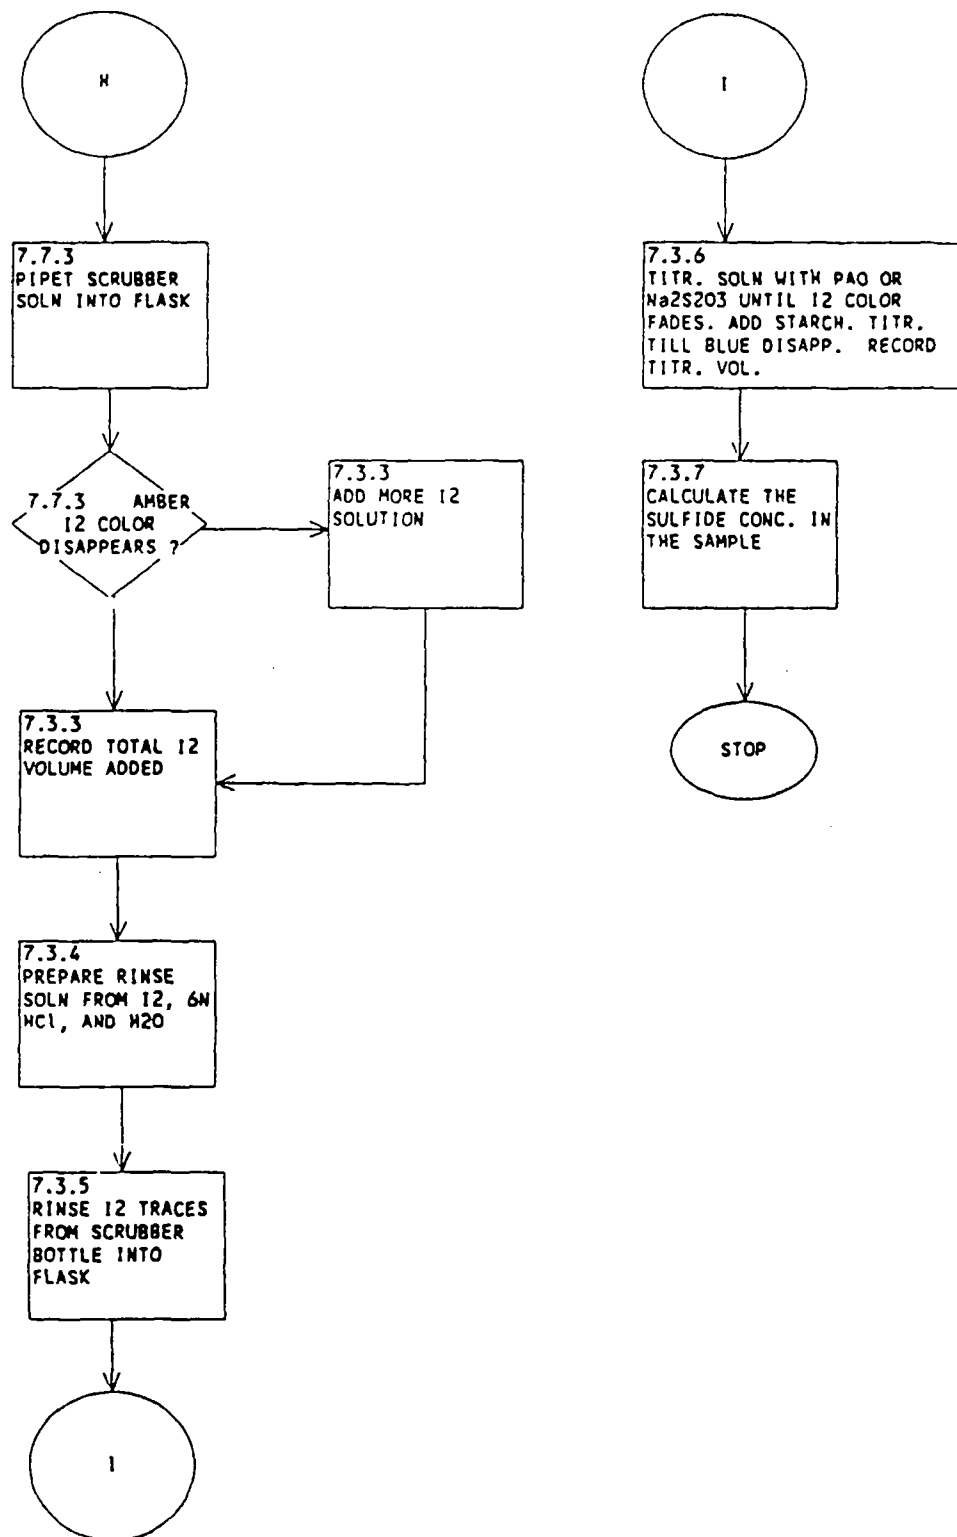 H
7.7.3
PIPET SCRUBBER
SOLN INTO FLASK
7.7.3 AMBER
I2 COLOR
DISAPPEARS ?
7.3.3
ADD MORE I2
SOLUTION
7.3.3
RECORD TOTAL I2
VOLUME ADDED
7.3.4
PREPARE RINSE
SOLN FROM I2, 6N
HCl, AND H2O
7.3.5
RINSE I2 TRACES
FROM SCRUBBER
BOTTLE INTO
FLASK
I
I
7.3.6
TITR. SOLN WITH PAO OR
Na2S2O3 UNTIL I2 COLOR
FADES. ADD STARCH. TITR.
TILL BLUE DISAPP. RECORD
TITR. VOL.
7.3.7
CALCULATE THE
SULFIDE CONC. IN
THE SAMPLE
STOP